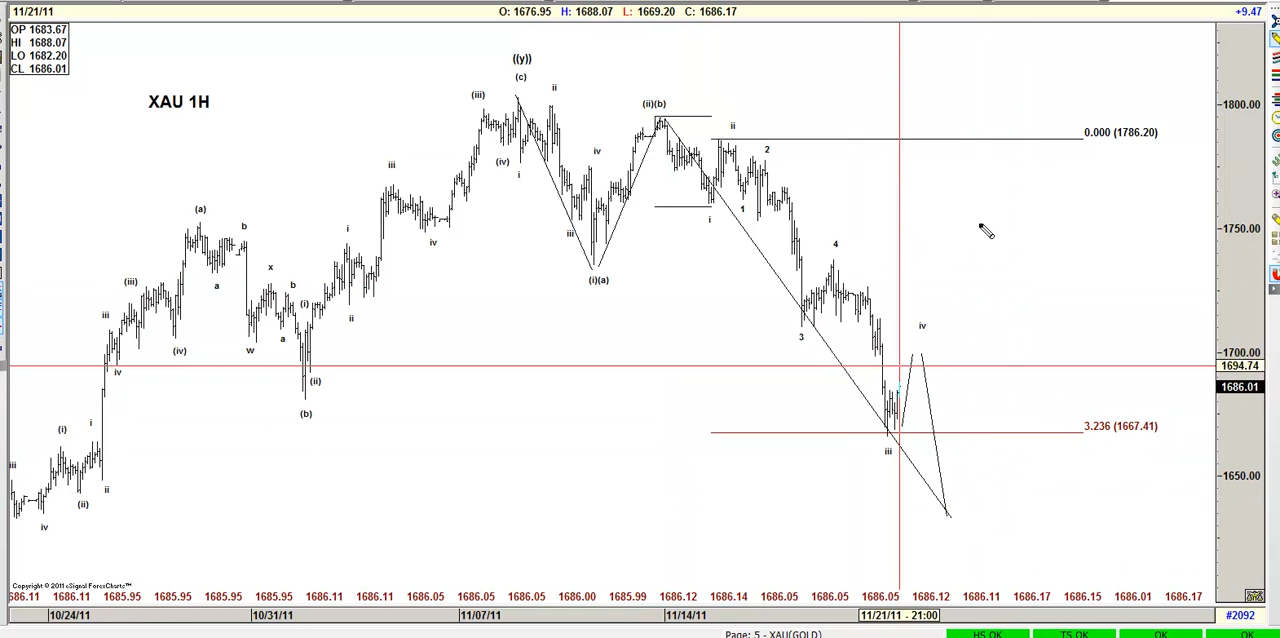 11/21/11 O: 1676.95 H: 1688.07 L: 1669.20 C: 1686.17 +9.47
OP 1683.67
HI 1688.07
LO 1682.20
CL 1686.01
XAU 1H
((y))
(c)
(iii) ii (ii)(b)
1800.00
ii 0.000 (1786.20)
iii (iv) i iv 2
(a) b i iv i 1 1750.00
a x iii 4
(iii) b (i) (i)(a)
iii ii
(iv) w a 3 iv
1700.00
iv (ii) 1694.74
1686.01
(b)
(i) i 3.236 (1667.41)
iii iii
ii 1650.00
(ii)
iv
Copyright © 2011 eSignal ForexCharts™
686.11 1686.11 1685.95 1685.95 1686.11 1685.95 1686.00 1685.99 1686.12 1686.14 1686.05 1686.05 1686.05 1686.12 1686.11 1686.17 1686.15 1686.01 1686.17
10/24/11 10/31/11 11/07/11 11/14/11 11/21/11 - 21:00 #2092
Page: 5 - XAU(GOLD) HS OK TS OK OK OK